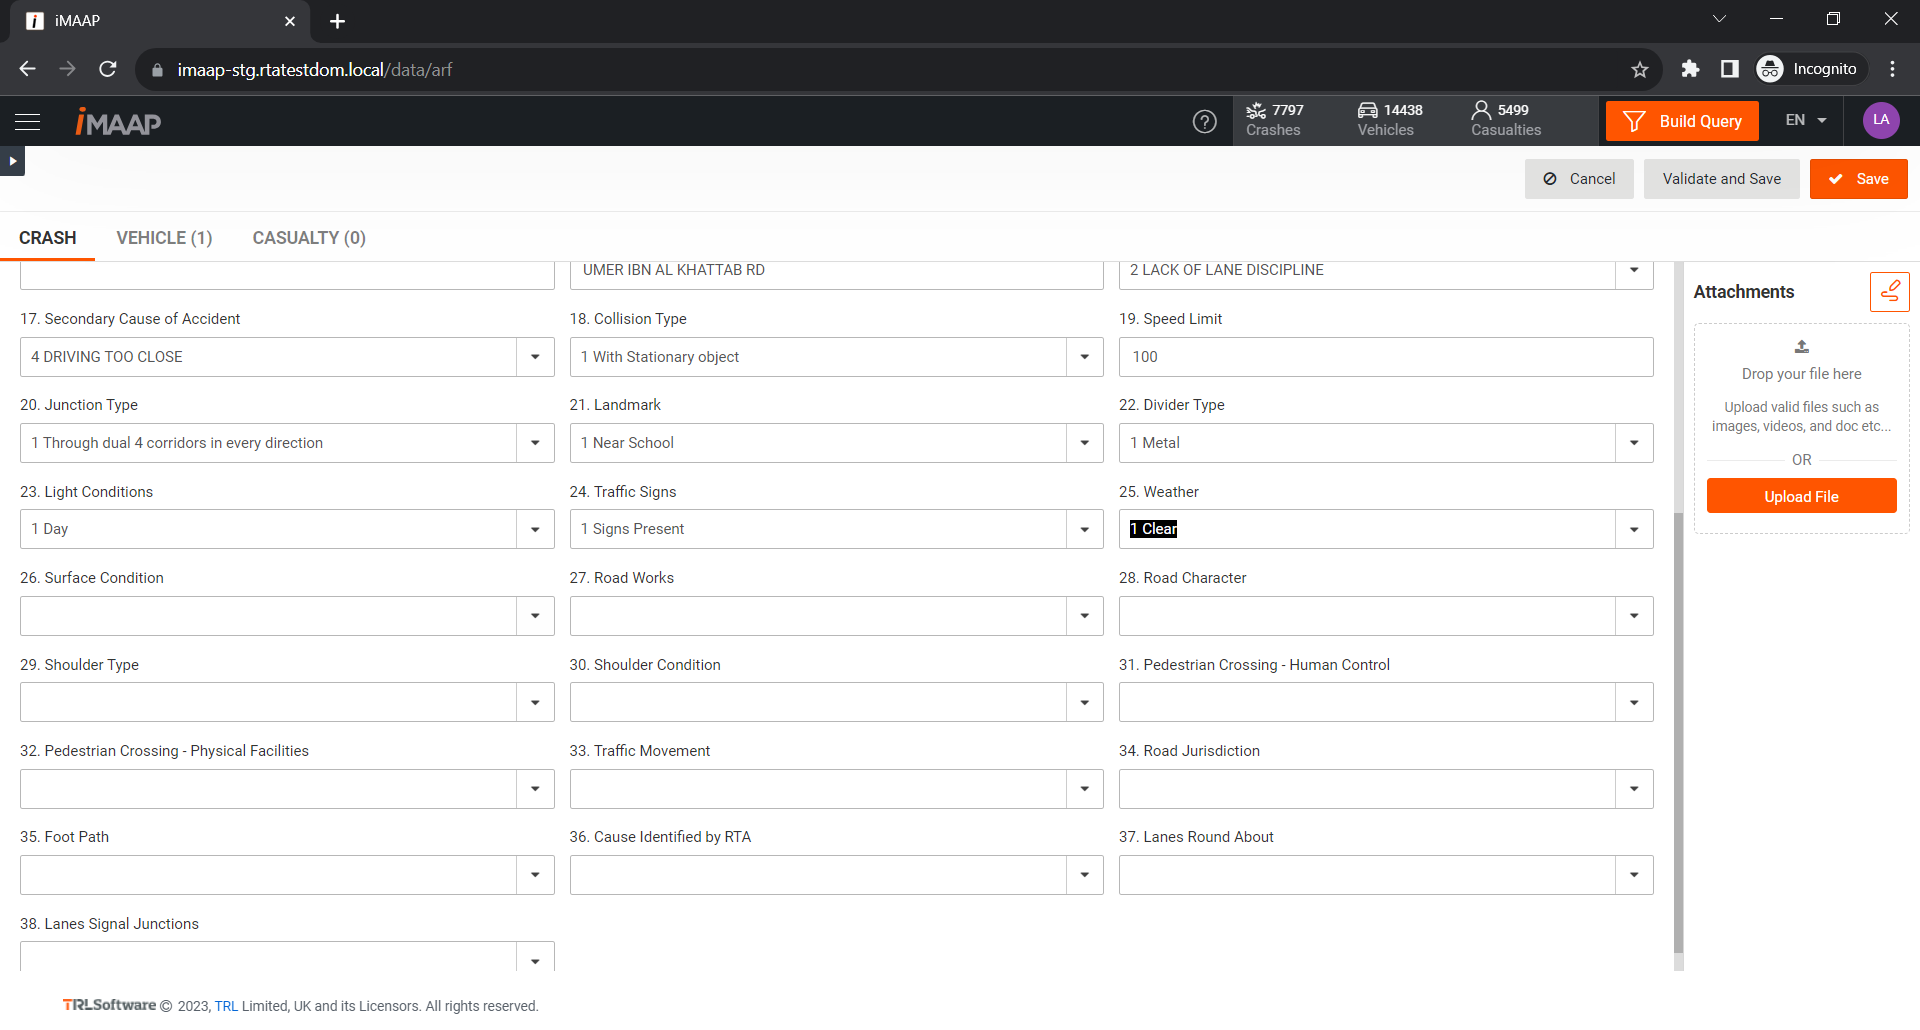 iMAAP
imaap-stg.rtatestdom.local/data/arf
Incognito
iMAAP
7797
Crashes
14438
Vehicles
5499
Casualties
Build Query
EN
LA
Cancel
Validate and Save
Save
CRASH
VEHICLE (1)
CASUALTY (0)
UMER IBN AL KHATTAB RD
2 LACK OF LANE DISCIPLINE
17. Secondary Cause of Accident
18. Collision Type
19. Speed Limit
4 DRIVING TOO CLOSE
1 With Stationary object
100
20. Junction Type
21. Landmark
22. Divider Type
1 Through dual 4 corridors in every direction
1 Near School
1 Metal
23. Light Conditions
24. Traffic Signs
25. Weather
1 Day
1 Signs Present
1 Clear
26. Surface Condition
27. Road Works
28. Road Character
29. Shoulder Type
30. Shoulder Condition
31. Pedestrian Crossing - Human Control
32. Pedestrian Crossing - Physical Facilities
33. Traffic Movement
34. Road Jurisdiction
35. Foot Path
36. Cause Identified by RTA
37. Lanes Round About
38. Lanes Signal Junctions
Attachments
Drop your file here
Upload valid files such as
images, videos, and doc etc...
OR
Upload File
TRLSoftware © 2023, TRL Limited, UK and its Licensors. All rights reserved.